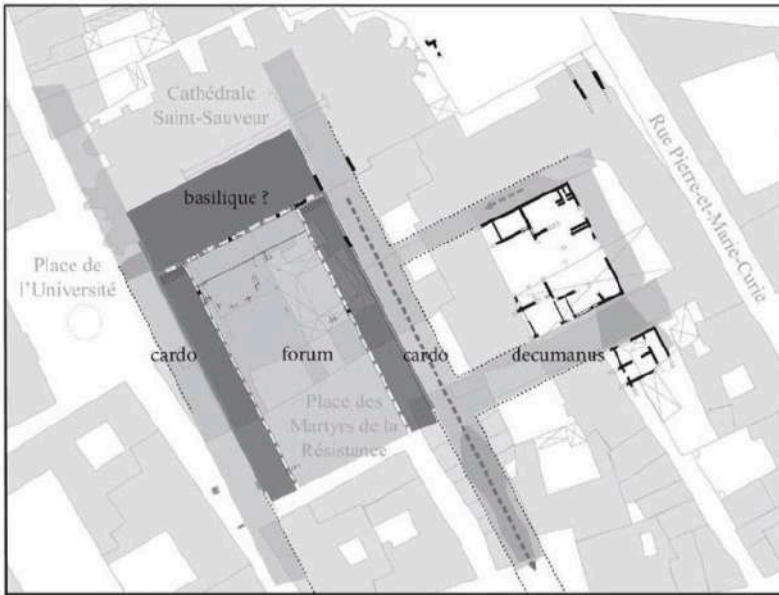 Cathédrale
Saint-Sauveur
basilique ?
Rue Pierre-et-Marie-Curie
Place de
l'Université
cardo
forum
cardo
decumanus
Place des
Martyrs de la
Résistance